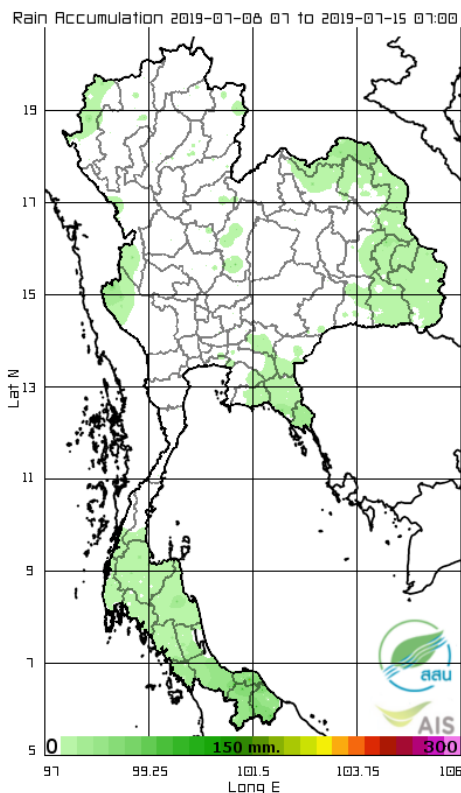 Rain Accumulation 2019-07-08 07 to 2019-07-15 07:00
19
17
15
13
11
9
7
5
Lat N
สสน
AIS
0 150 mm. 300
97 99.25 101.5 103.75 106
Long E